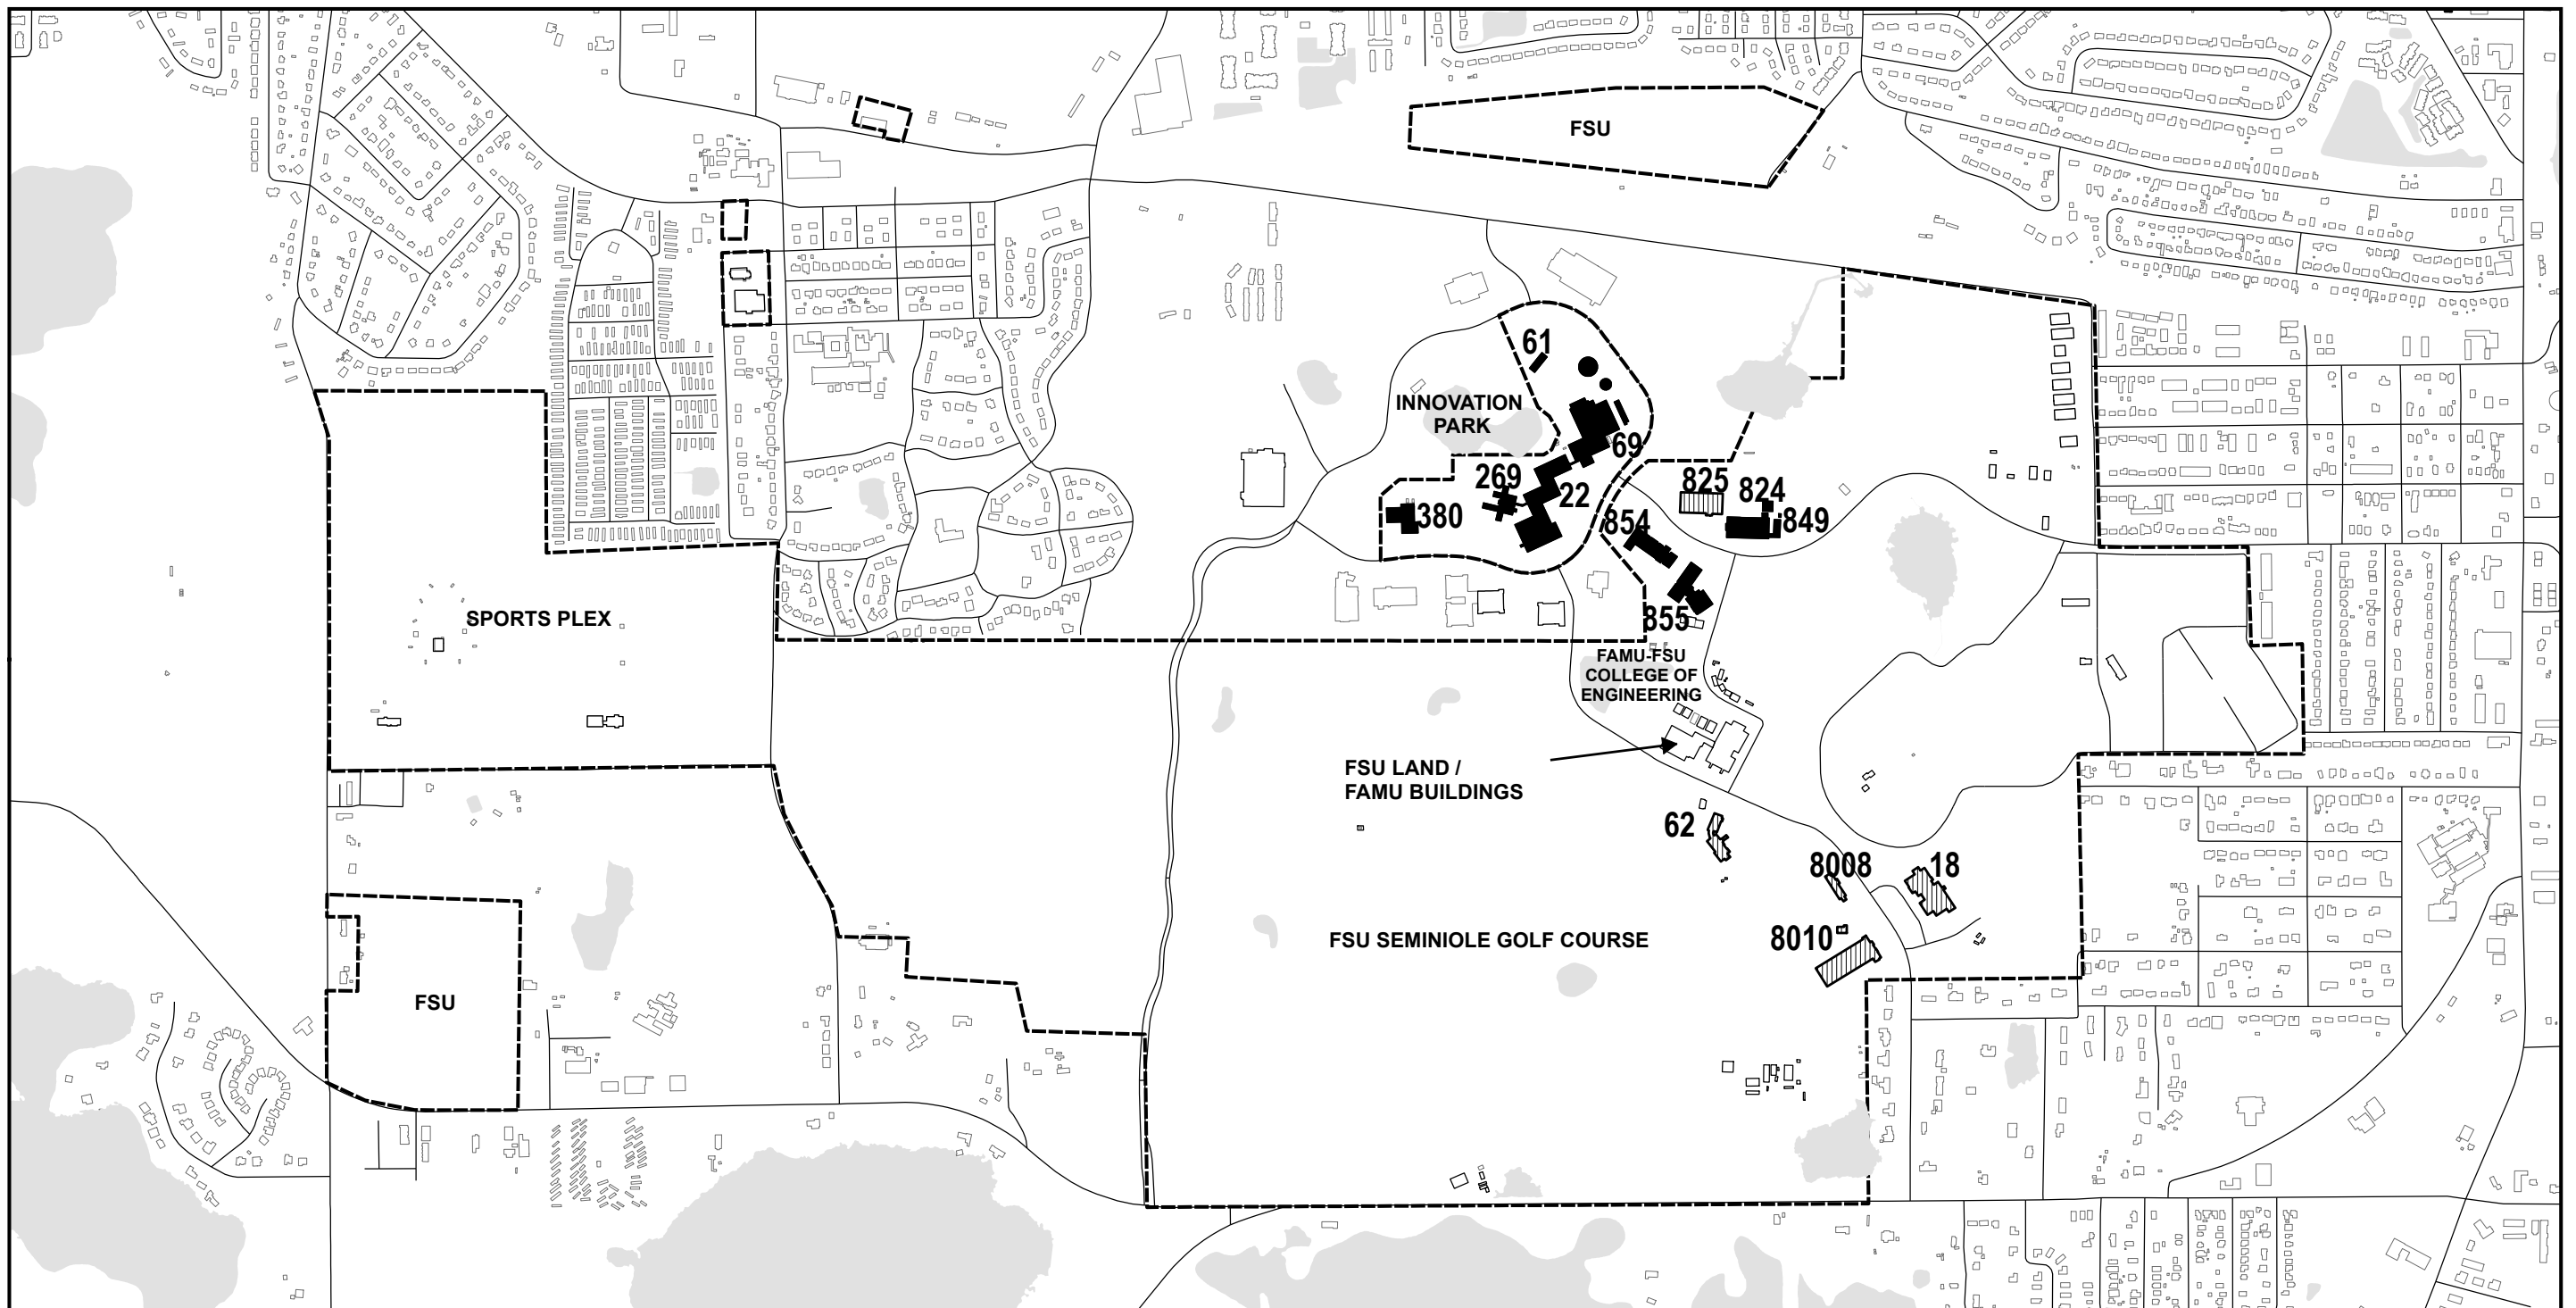 FSU
61
INNOVATION
PARK
69
269
22
825
824
380
854
849
SPORTS PLEX
855
FAMU-FSU
COLLEGE OF
ENGINEERING
FSU LAND /
FAMU BUILDINGS
62
8008
18
8010
FSU SEMINIOLE GOLF COURSE
FSU